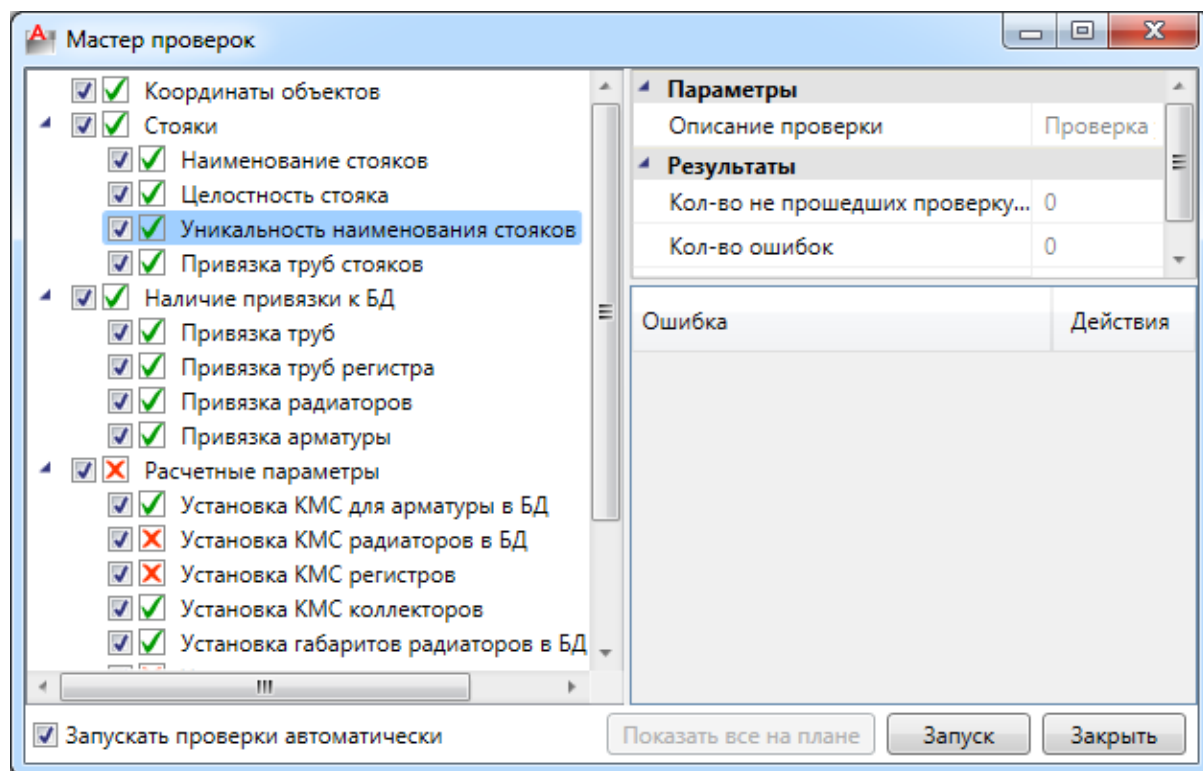 Мастер проверок
Координаты объектов
Стояки
Наименование стояков
Целостность стояка
Уникальность наименования стояков
Привязка труб стояков
Наличие привязки к БД
Привязка труб
Привязка труб регистра
Привязка радиаторов
Привязка арматуры
Расчетные параметры
Установка КМС для арматуры в БД
Установка КМС радиаторов в БД
Установка КМС регистров
Установка КМС коллекторов
Установка габаритов радиаторов в БД
Параметры
Описание проверки Проверка
Результаты
Кол-во не прошедших проверку... 0
Кол-во ошибок 0
Ошибка Действия
Запускать проверки автоматически
Показать все на плане Запуск Закрыть